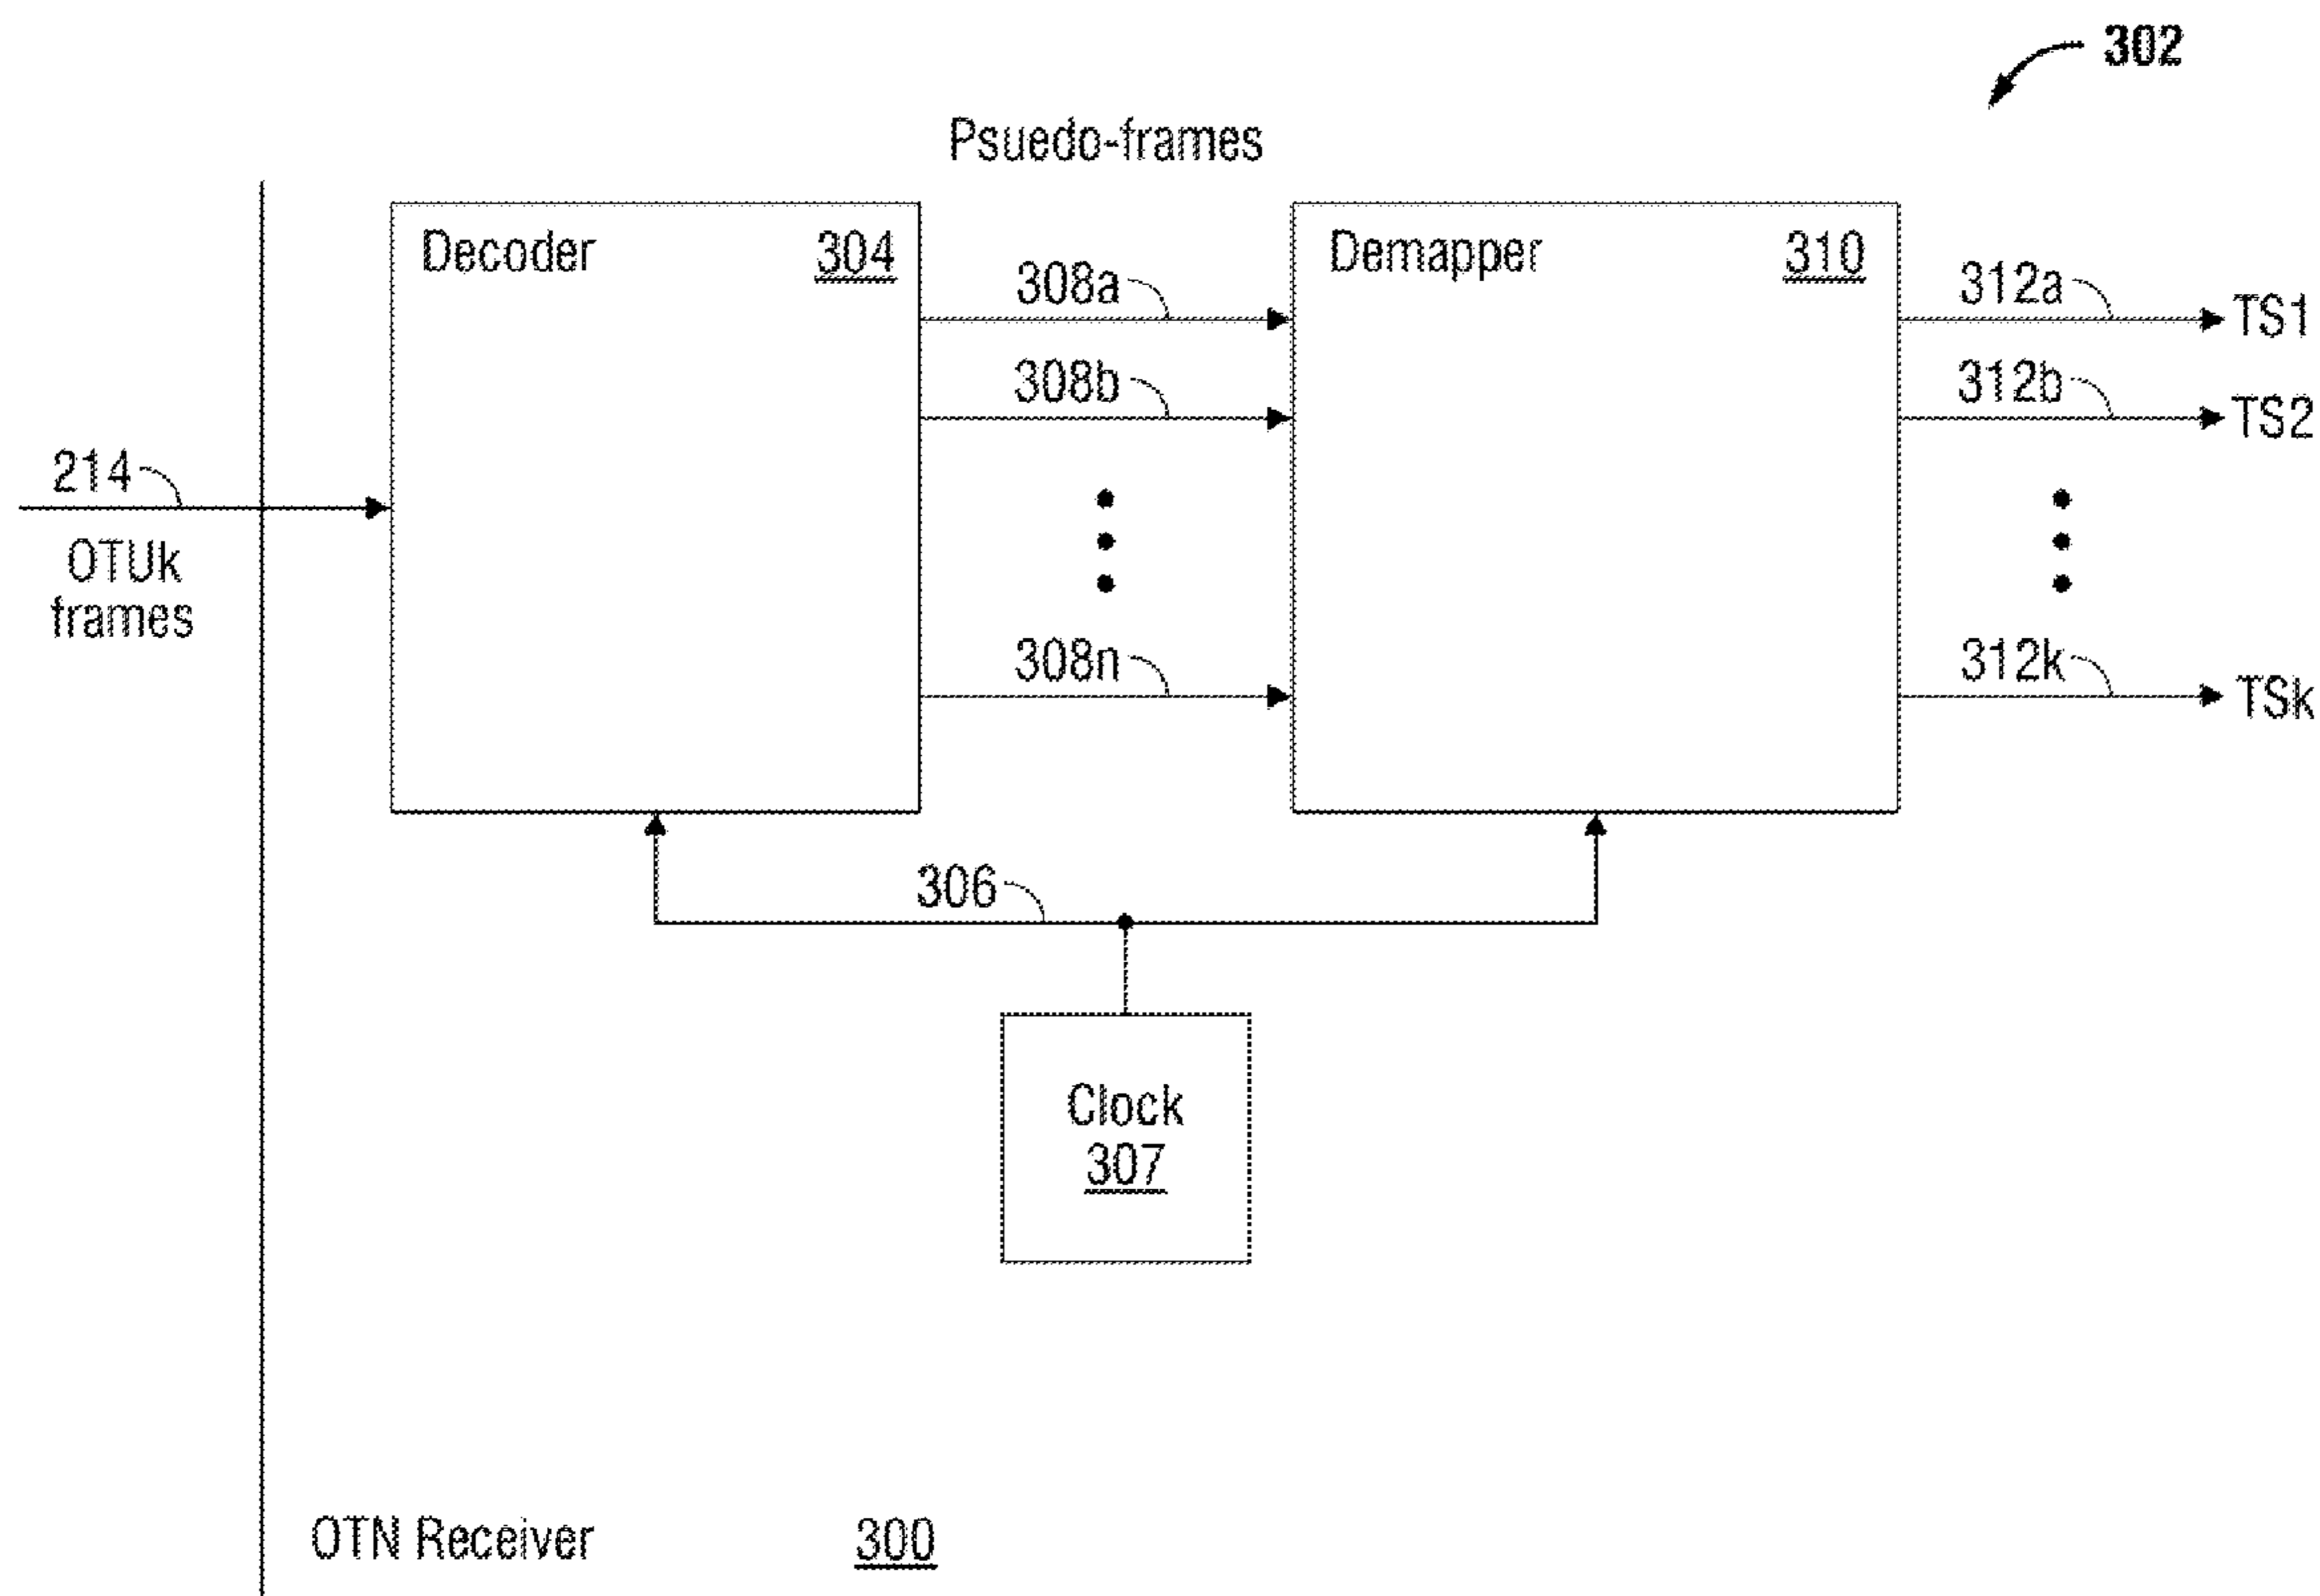 302
Psuedo-frames
Decoder 304
Demapper 310
308a
312a
TS1
308b
312b
TS2
214
OTUk
frames
308n
312k
TSk
306
Clock
307
OTN Receiver 300